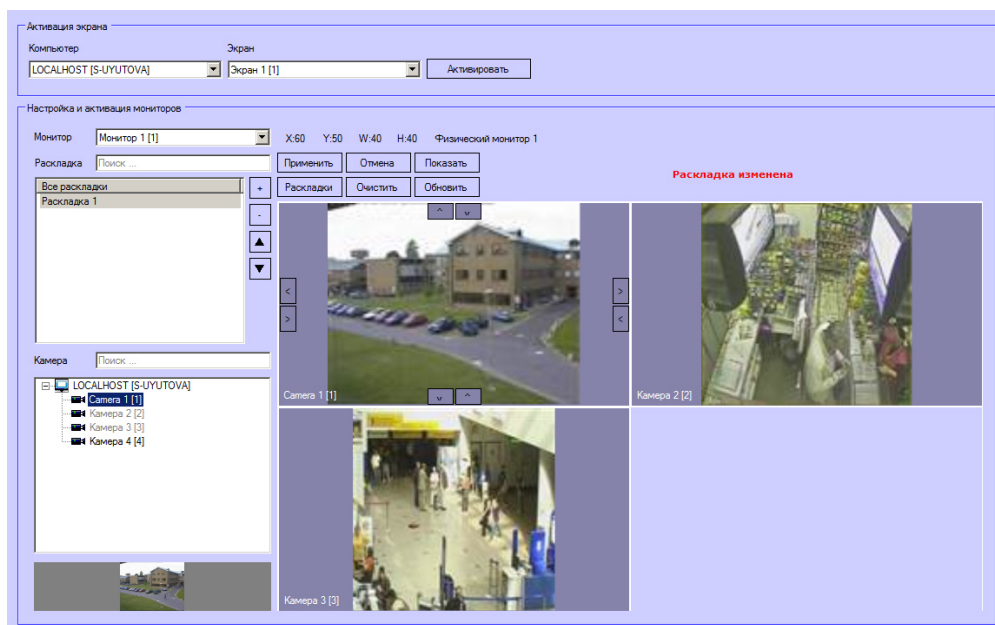 Активация экрана
Компьютер Экран
LOCALHOST [S-UYUTOVA] Экран 1 [1] Активировать
Настройка и активация мониторов
Монитор Монитор 1 [1] X:60 Y:50 W:40 H:40 Физический монитор 1
Раскладка Поиск ... Применить Отмена Показать
Раскладка изменена
Все раскладки + Раскладки Очистить Обновить
Раскладка 1
-
▲
▼
^ v
< >
> <
Camera 1 [1] v ^ Камера 2 [2]
Камера Поиск ...
LOCALHOST [S-UYUTOVA]
Camera 1 [1]
Камера 2 [2]
Камера 3 [3]
Камера 4 [4]
Камера 3 [3]